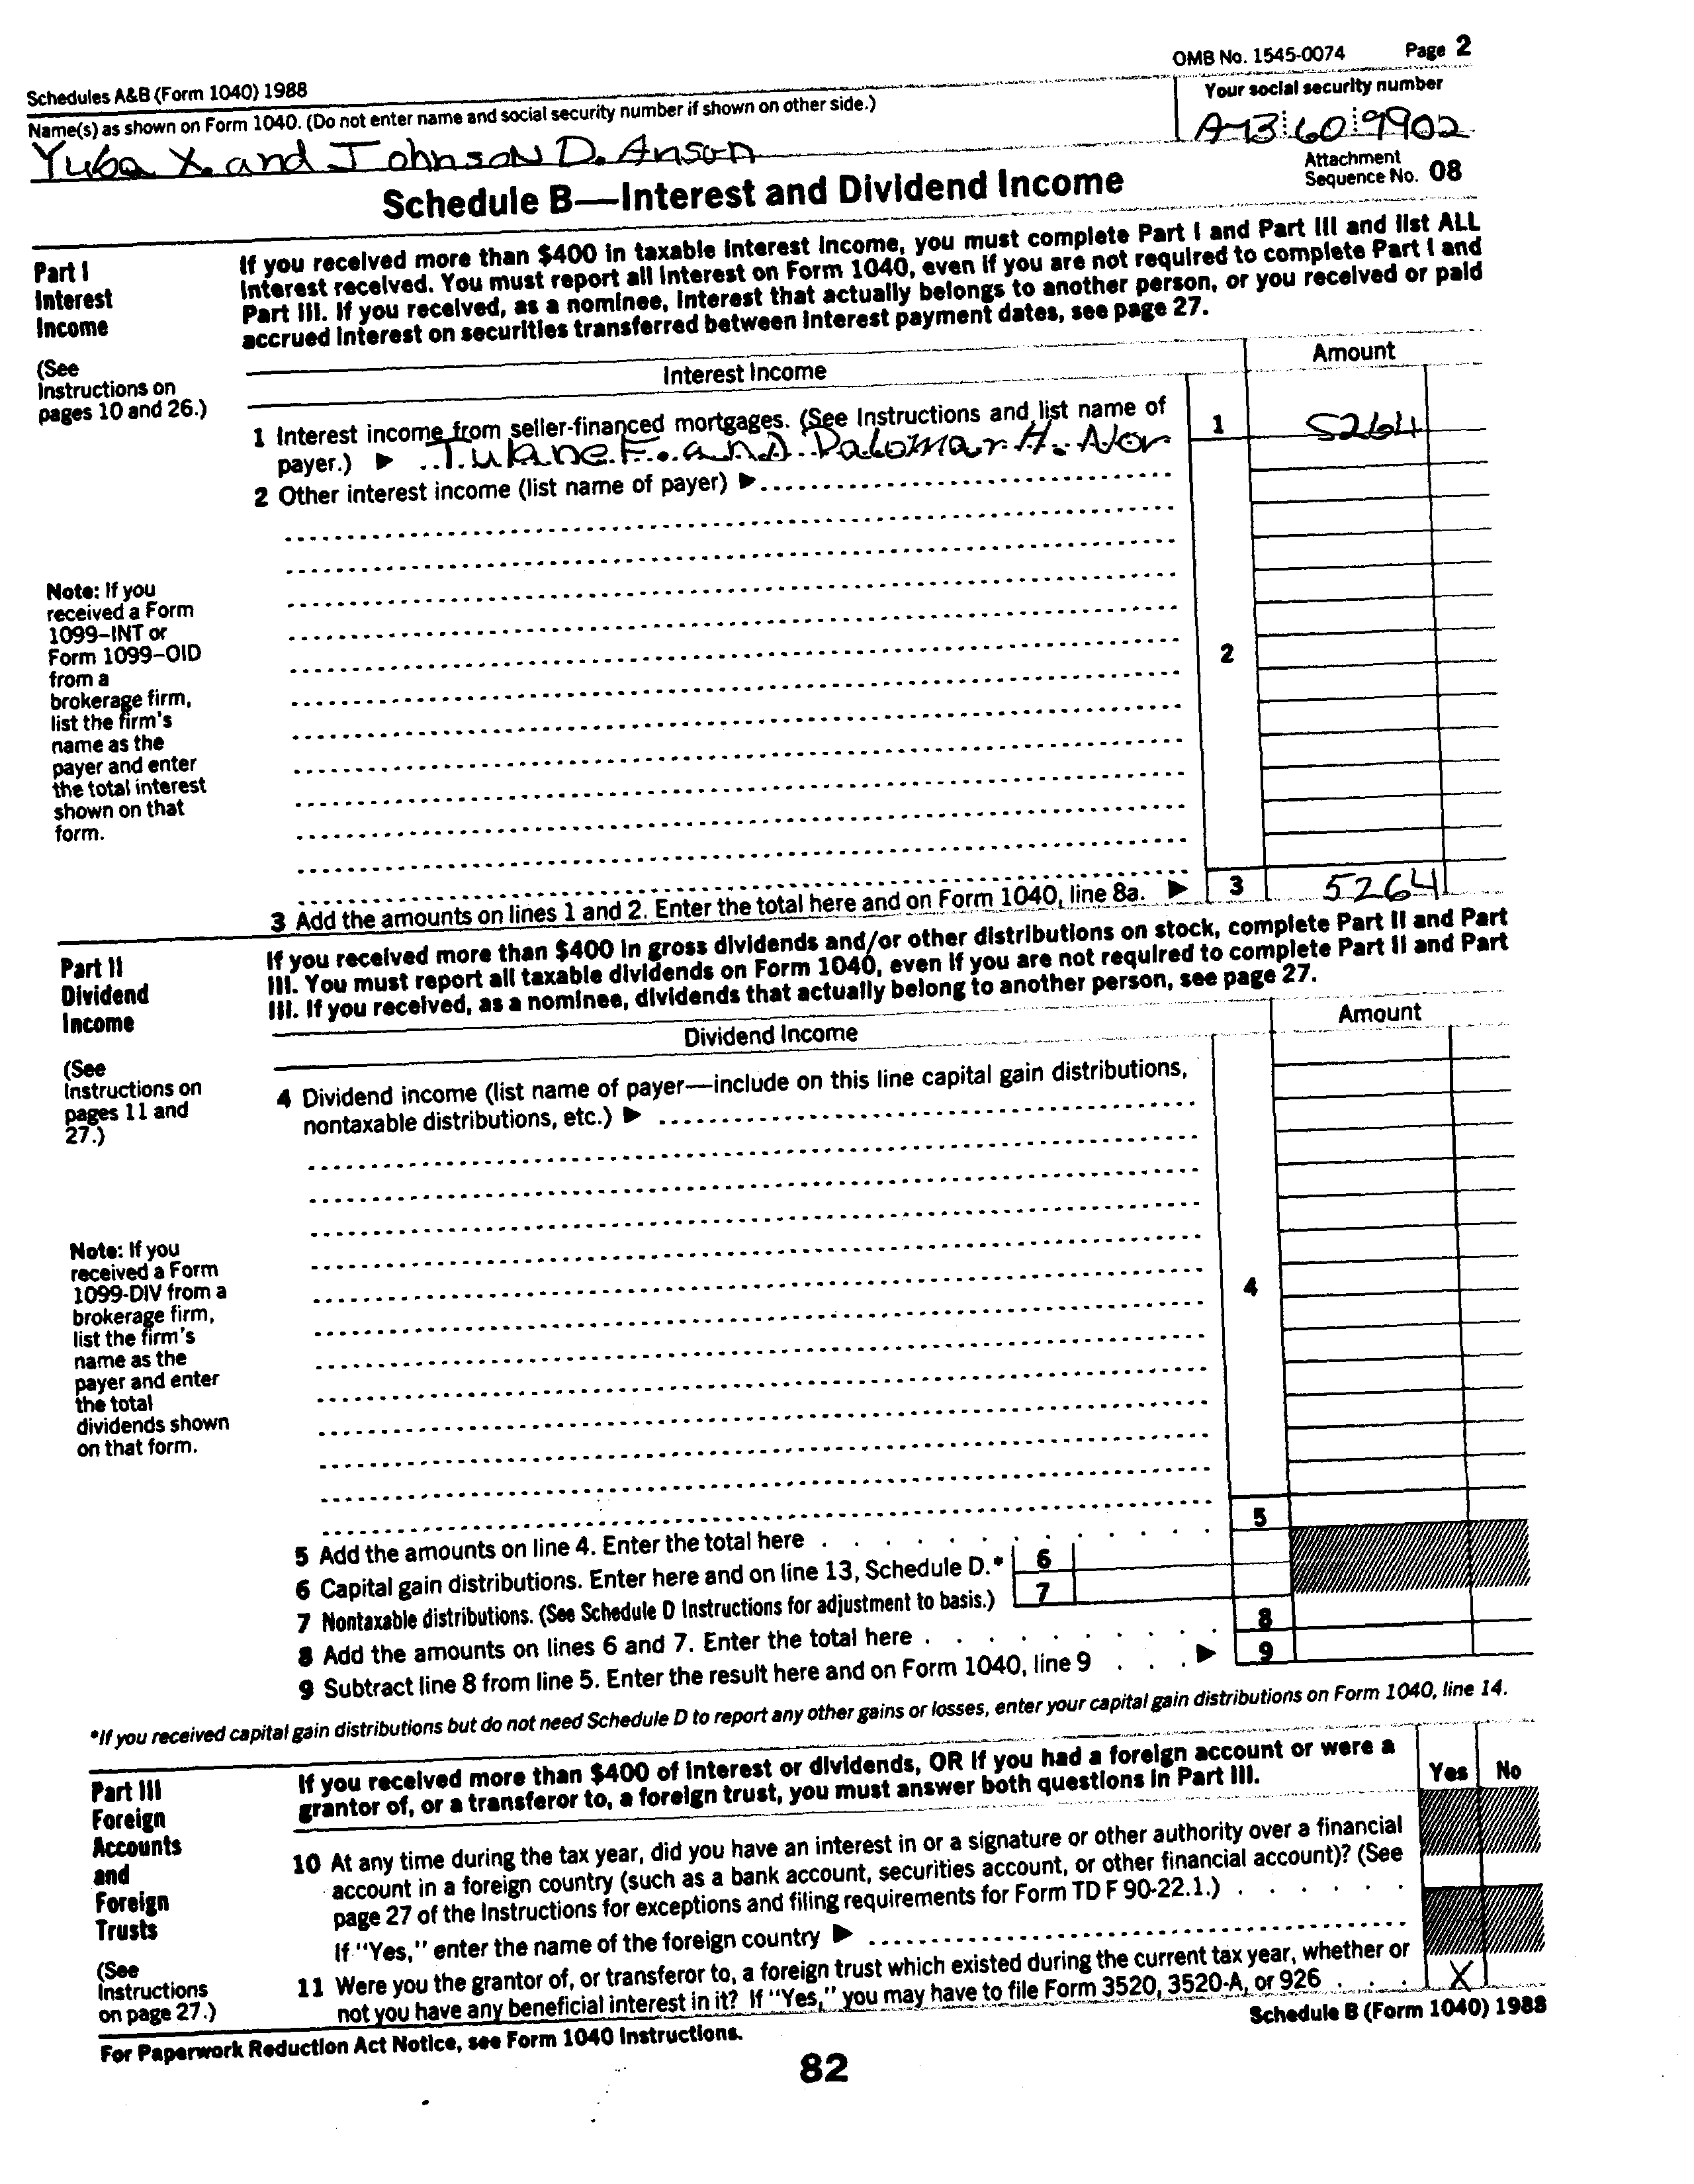 OMB No. 1545-0074 Page 2
Schedules A&B (Form 1040) 1988
Name(s) as shown on Form 1040. (Do not enter name and social security number if shown on other side.)
Your social security number
Yuba X. and Johnson D. Anson
60 9902
Attachment
Sequence No. 08
Schedule B—Interest and Dividend Income
Part I
Interest
Income
(See
Instructions on
pages 10 and 26.)
If you received more than $400 in taxable interest income, you must complete Part I and Part III and list ALL
interest received. You must report all interest on Form 1040, even if you are not required to complete Part I and
Part III. If you received, as a nominee, interest that actually belongs to another person, or you received or paid
accrued interest on securities transferred between interest payment dates, see page 27.
Interest Income
Amount
1 Interest income from seller-financed mortgages. (See Instructions and list name of
payer.) ▶ Tulane F. and Palomar H. Nor
1 5264
2 Other interest income (list name of payer) ▶
Note: If you
received a Form
1099–INT or
Form 1099–OID
from a
brokerage firm,
list the firm's
name as the
payer and enter
the total interest
shown on that
form.
2
3 Add the amounts on lines 1 and 2. Enter the total here and on Form 1040, line 8a. ▶ 3 5264
Part II
Dividend
Income
(See
Instructions on
pages 11 and
27.)
If you received more than $400 in gross dividends and/or other distributions on stock, complete Part II and Part
III. You must report all taxable dividends on Form 1040, even if you are not required to complete Part II and Part
III. If you received, as a nominee, dividends that actually belong to another person, see page 27.
Dividend Income
Amount
4 Dividend income (list name of payer—include on this line capital gain distributions,
nontaxable distributions, etc.) ▶
Note: If you
received a Form
1099-DIV from a
brokerage firm,
list the firm's
name as the
payer and enter
the total
dividends shown
on that form.
4
5 Add the amounts on line 4. Enter the total here 5
6 Capital gain distributions. Enter here and on line 13, Schedule D.* 6
7 Nontaxable distributions. (See Schedule D Instructions for adjustment to basis.) 7
8 Add the amounts on lines 6 and 7. Enter the total here 8
9 Subtract line 8 from line 5. Enter the result here and on Form 1040, line 9 ▶ 9
*If you received capital gain distributions but do not need Schedule D to report any other gains or losses, enter your capital gain distributions on Form 1040, line 14.
Part III
Foreign
Accounts
and
Foreign
Trusts
(See
Instructions
on page 27.)
If you received more than $400 of interest or dividends, OR if you had a foreign account or were a
grantor of, or a transferor to, a foreign trust, you must answer both questions in Part III.
Yes No
10 At any time during the tax year, did you have an interest in or a signature or other authority over a financial
account in a foreign country (such as a bank account, securities account, or other financial account)? (See
page 27 of the Instructions for exceptions and filing requirements for Form TD F 90-22.1.)
If "Yes," enter the name of the foreign country ▶
11 Were you the grantor of, or transferor to, a foreign trust which existed during the current tax year, whether or
not you have any beneficial interest in it? If "Yes," you may have to file Form 3520, 3520-A, or 926 X
For Paperwork Reduction Act Notice, see Form 1040 Instructions.
Schedule B (Form 1040) 1988
82